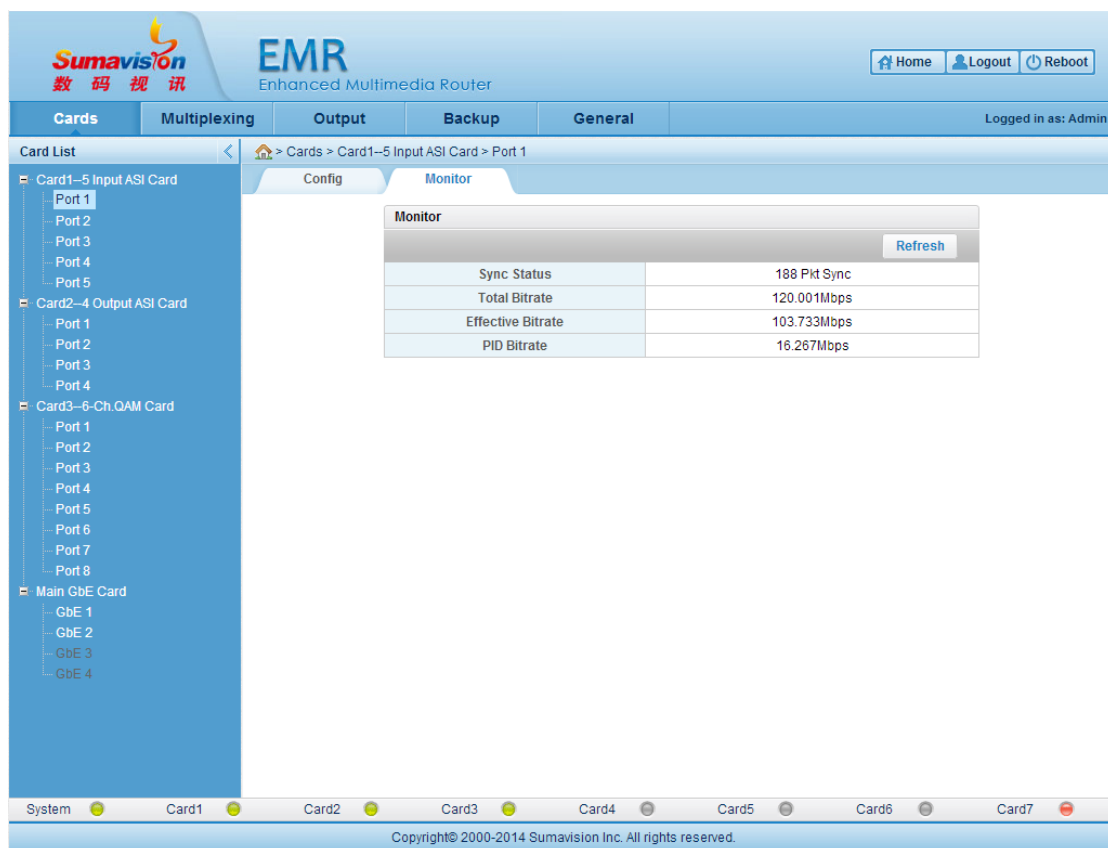 Sumavision
数码视讯
EMR
Enhanced Multimedia Router
Home Logout Reboot
Cards Multiplexing Output Backup General Logged in as: Admin
Card List
> Cards > Card1--5 Input ASI Card > Port 1
Config Monitor
Card1--5 Input ASI Card
Port 1
Port 2
Port 3
Port 4
Port 5
Card2--4 Output ASI Card
Port 1
Port 2
Port 3
Port 4
Card3--6-Ch.QAM Card
Port 1
Port 2
Port 3
Port 4
Port 5
Port 6
Port 7
Port 8
Main GbE Card
GbE 1
GbE 2
GbE 3
GbE 4
Monitor
Refresh
Sync Status 188 Pkt Sync
Total Bitrate 120.001Mbps
Effective Bitrate 103.733Mbps
PID Bitrate 16.267Mbps
System Card1 Card2 Card3 Card4 Card5 Card6 Card7
Copyright© 2000-2014 Sumavision Inc. All rights reserved.